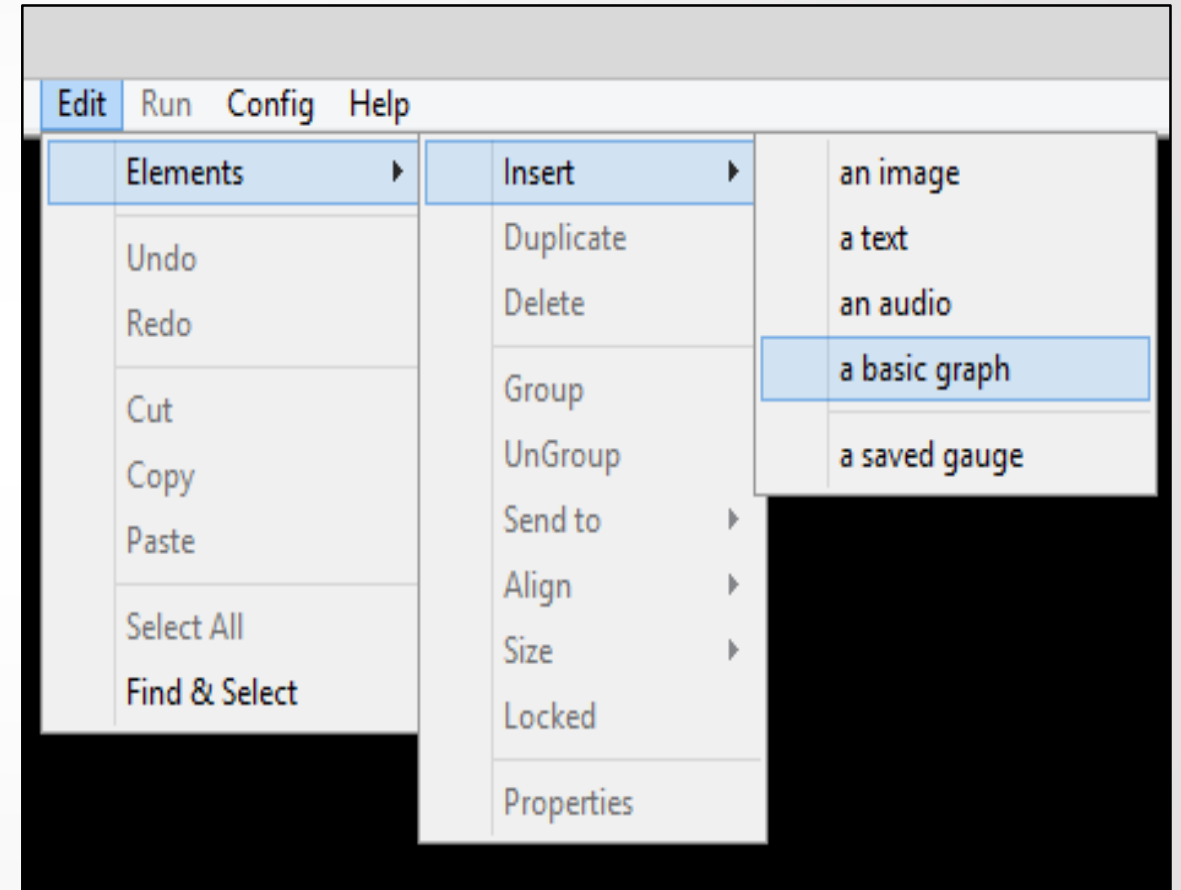 Edit Run Config Help
Elements
Undo
Redo
Cut
Copy
Paste
Select All
Find & Select
Insert
Duplicate
Delete
Group
UnGroup
Send to
Align
Size
Locked
Properties
an image
a text
an audio
a basic graph
a saved gauge